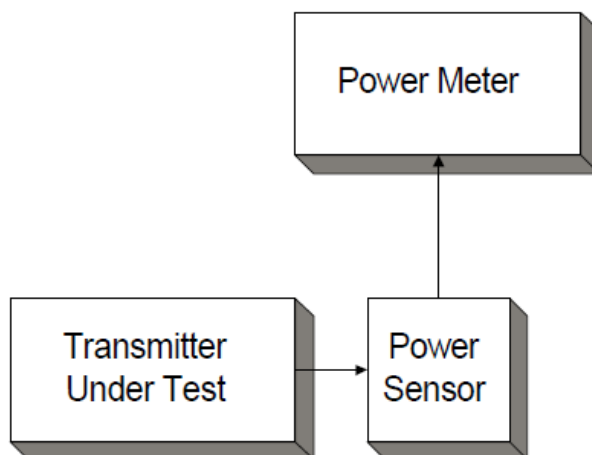 Power Meter
Transmitter
Under Test
Power
Sensor